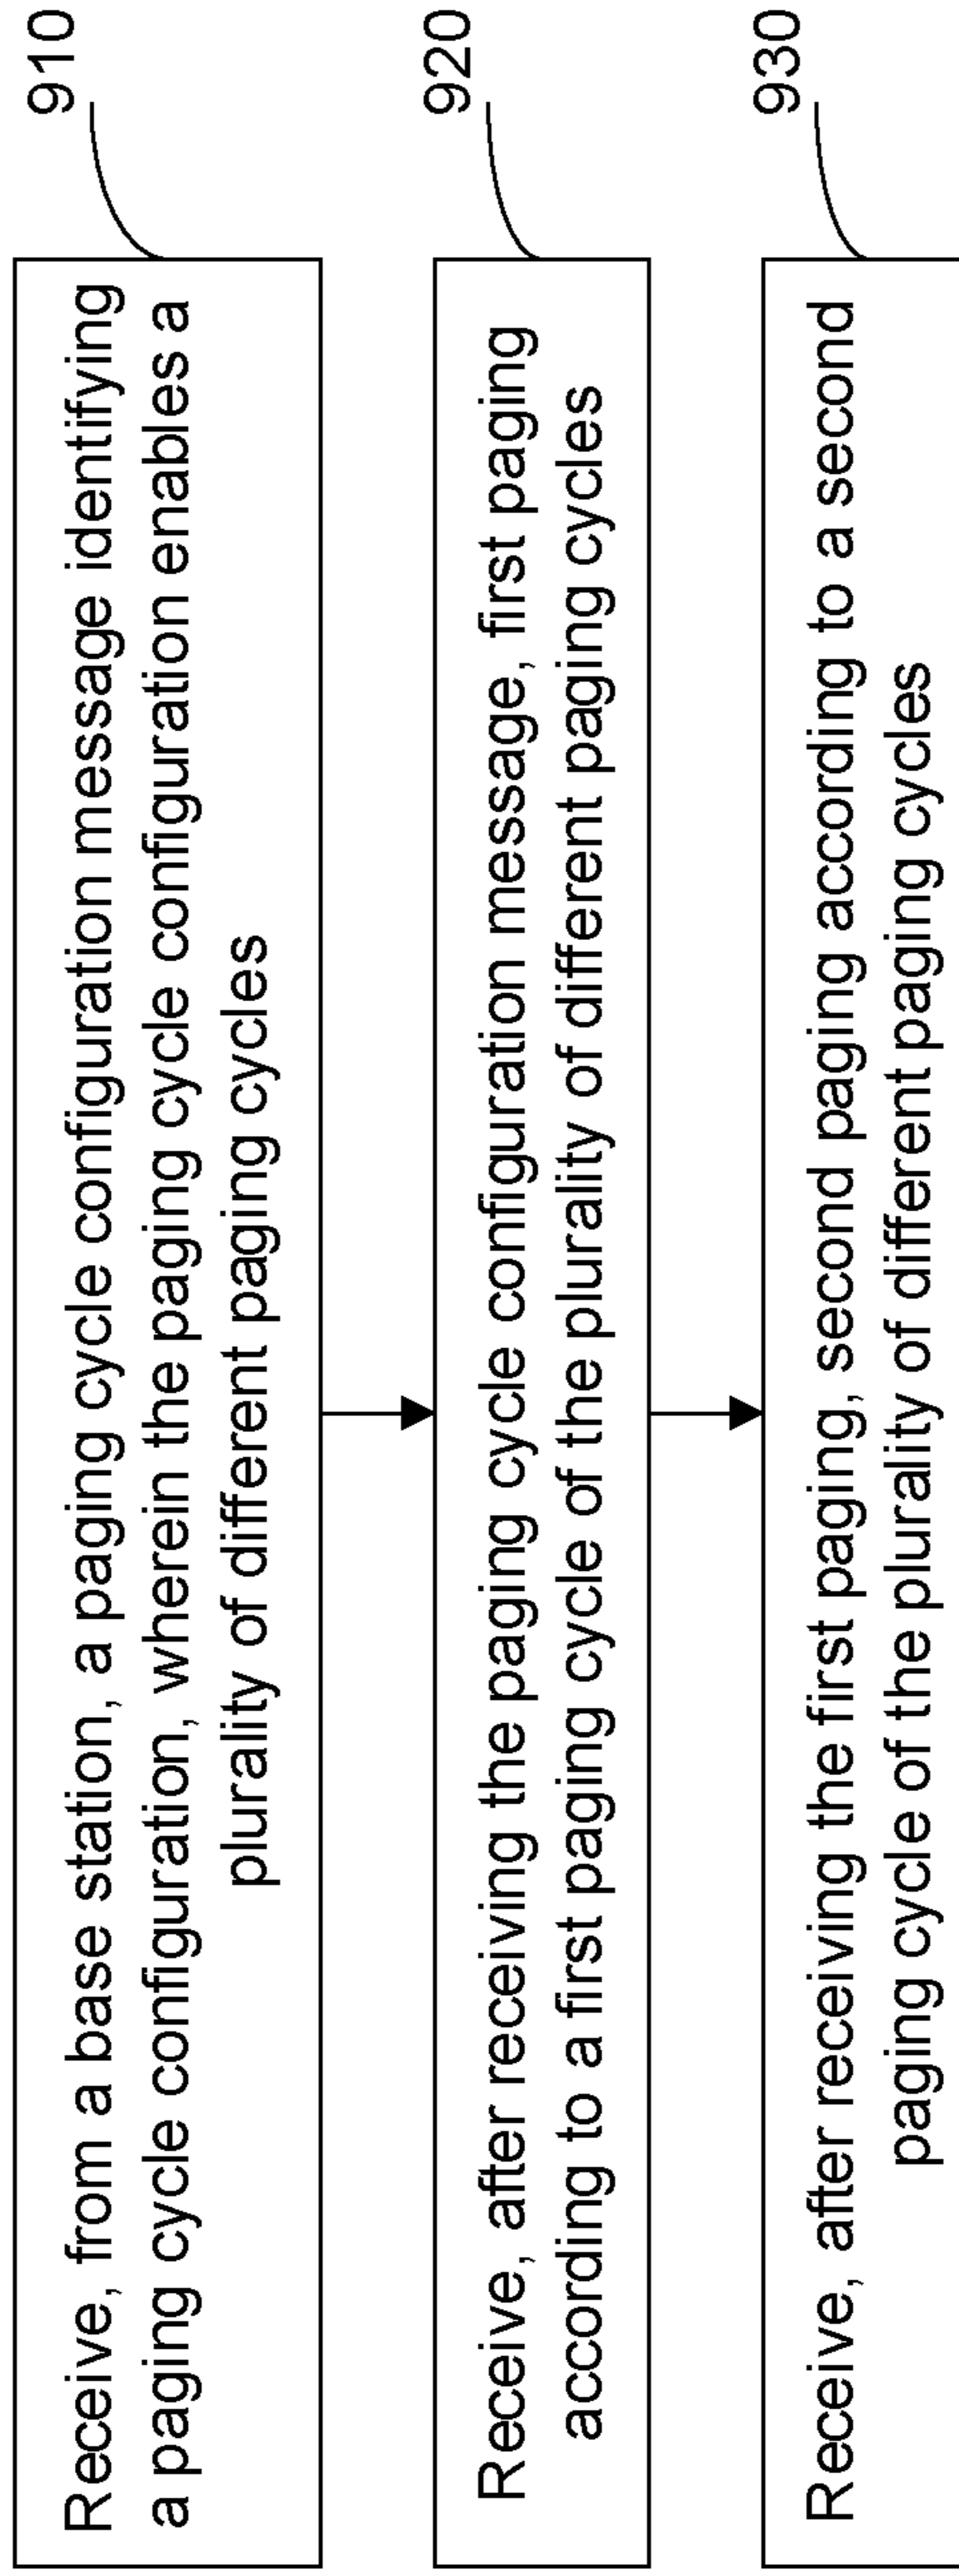 910
Receive, from a base station, a paging cycle configuration message identifying
a paging cycle configuration, wherein the paging cycle configuration enables a
plurality of different paging cycles
920
Receive, after receiving the paging cycle configuration message, first paging
according to a first paging cycle of the plurality of different paging cycles
930
Receive, after receiving the first paging, second paging according to a second
paging cycle of the plurality of different paging cycles